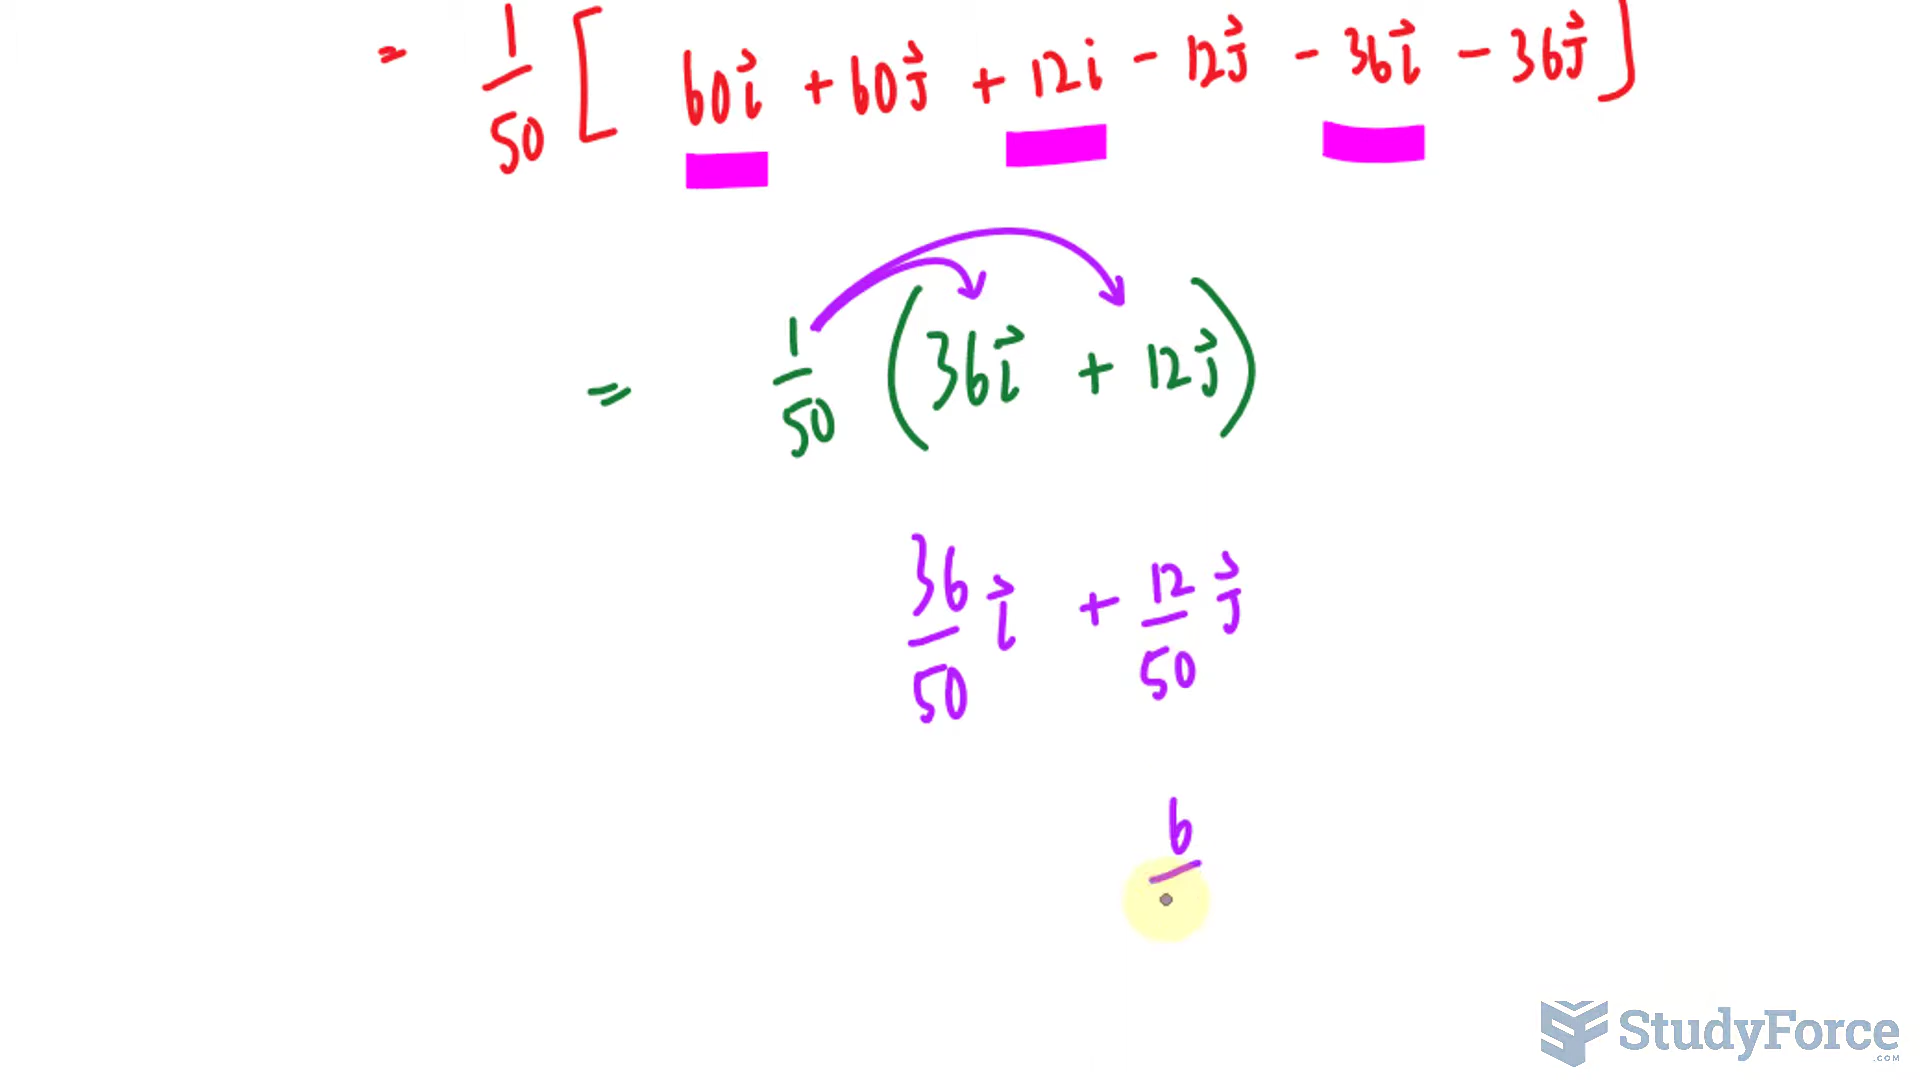 = 1/50 [ 60i⃗ + 60j⃗ + 12i - 12j⃗ - 36i⃗ - 36j⃗ ]
= 1/50 ( 36i⃗ + 12j⃗ )
36/50 i⃗ + 12/50 j⃗
6/
StudyForce
.COM